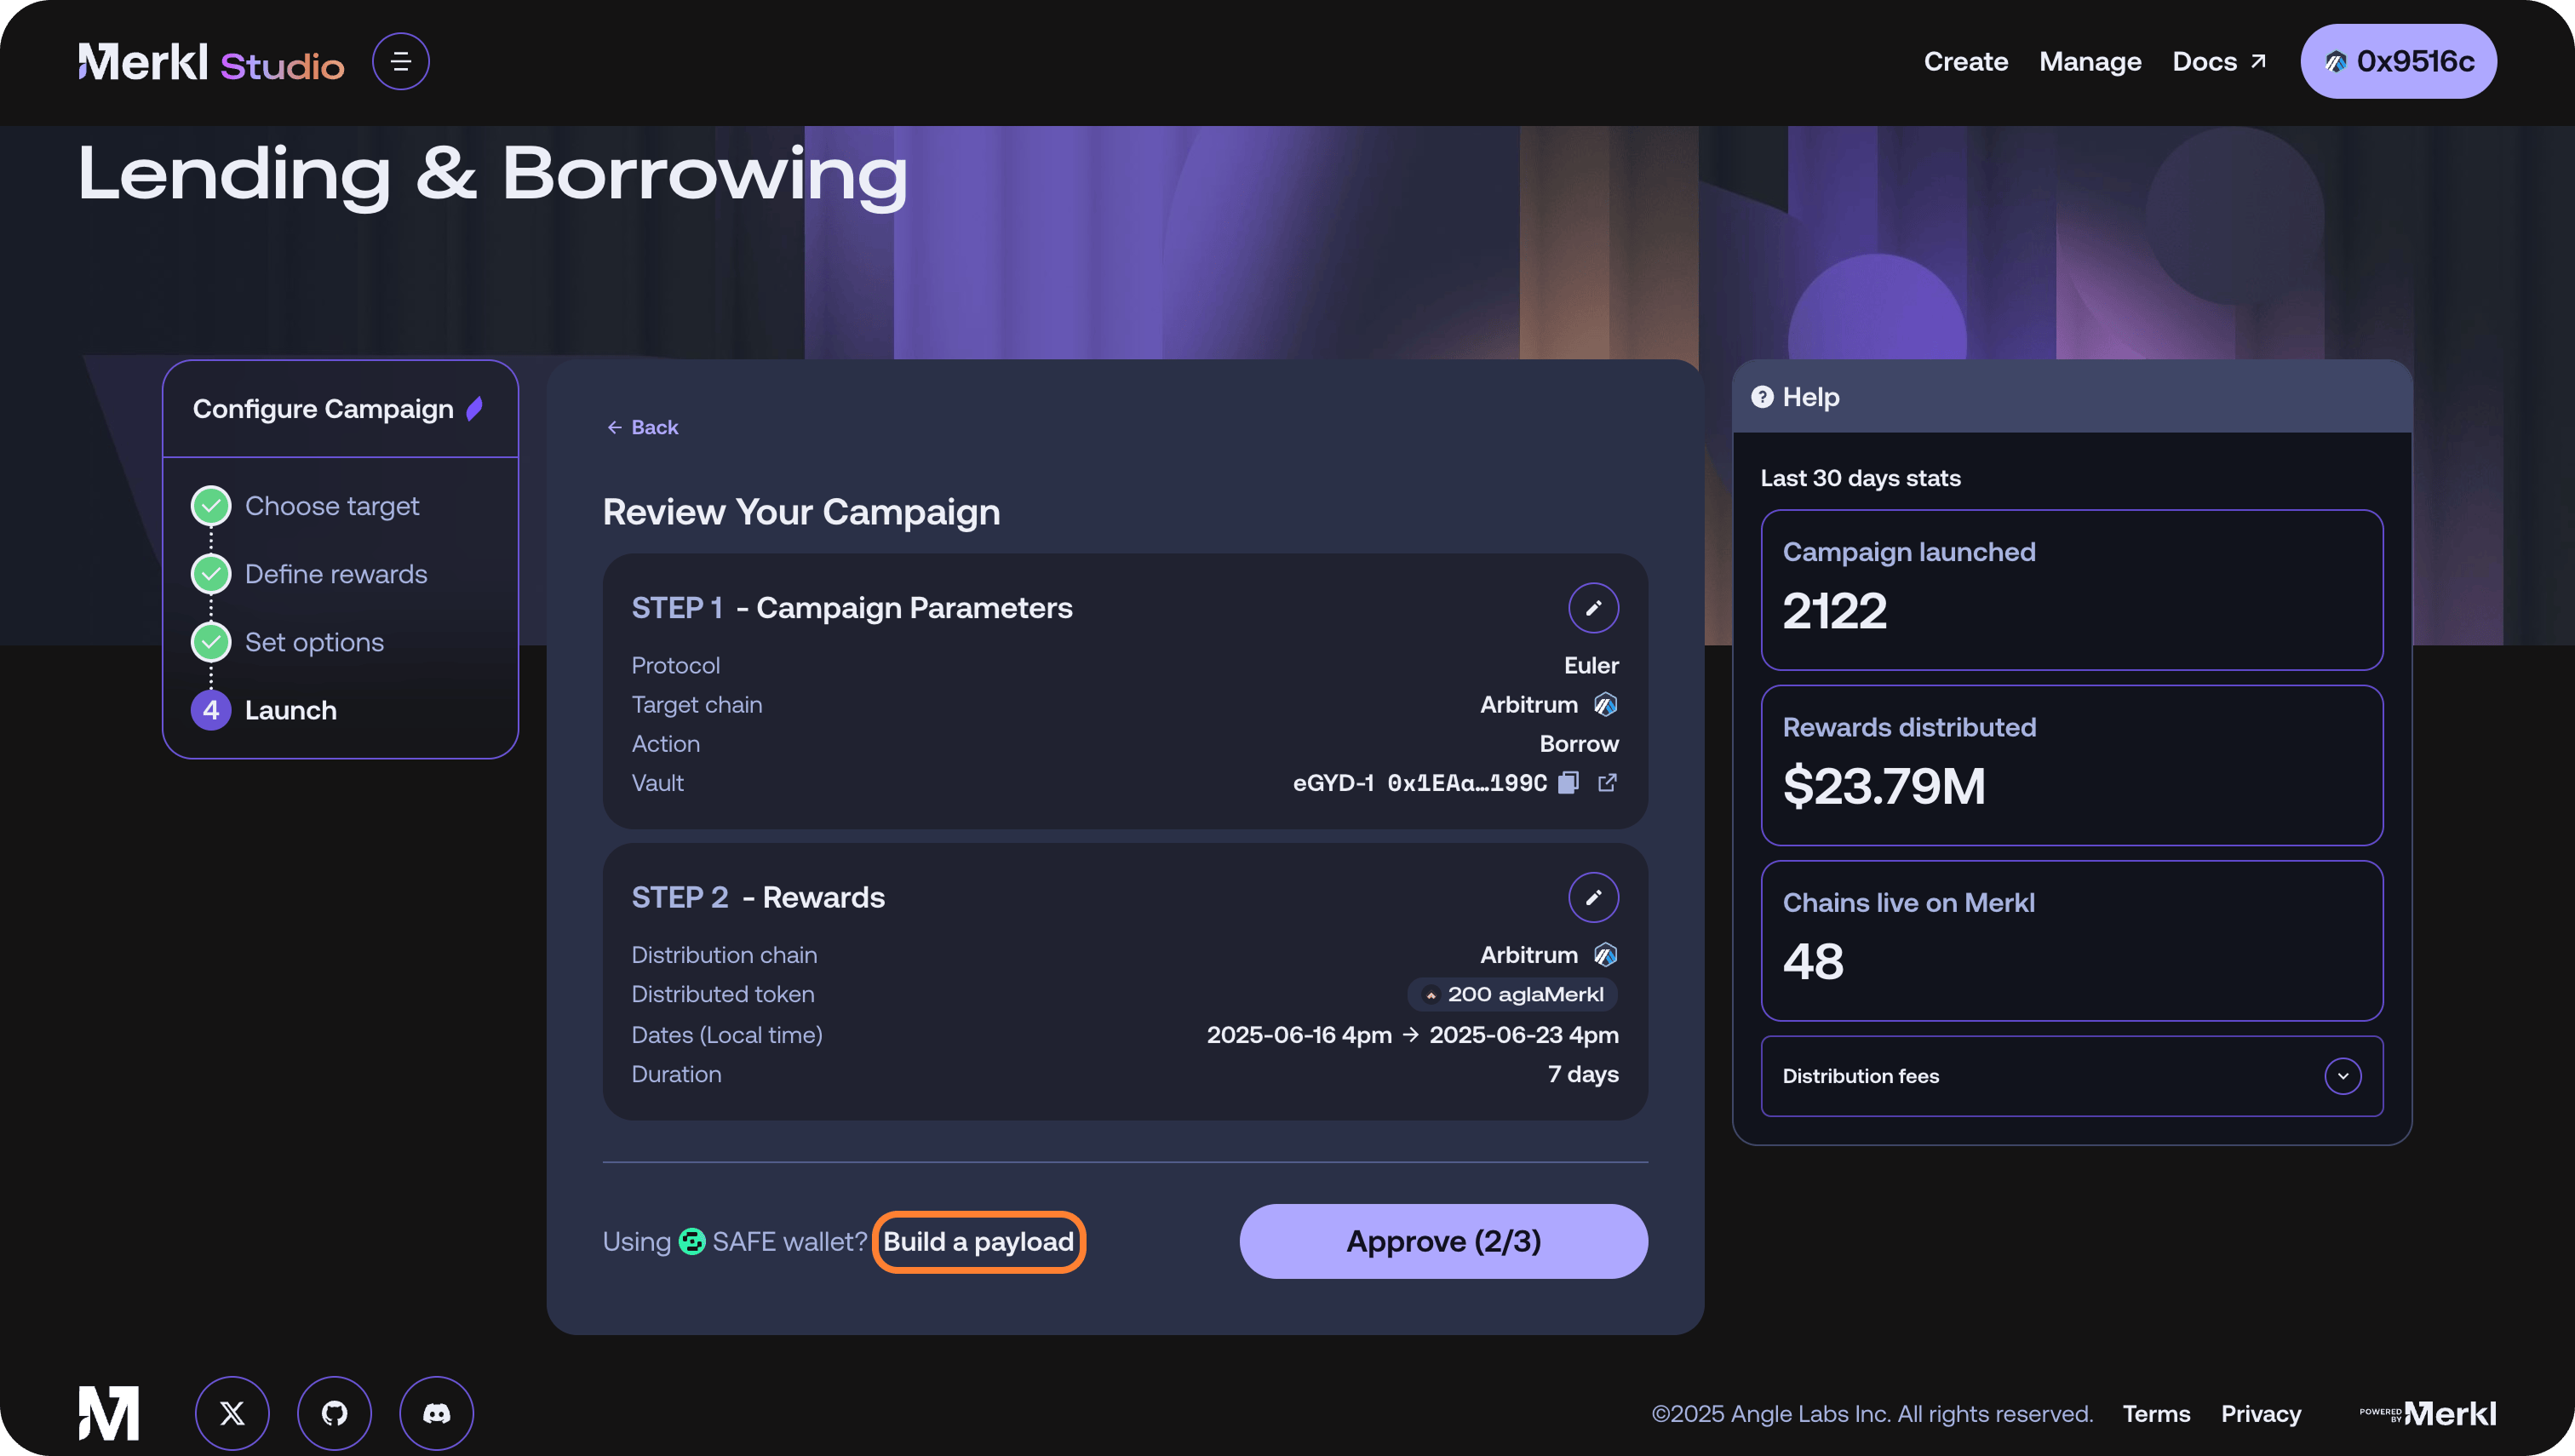 Merkl Studio
Create Manage Docs 0x9516c
Lending & Borrowing
Configure Campaign
Choose target
Define rewards
Set options
4 Launch
Back
Review Your Campaign
STEP 1 - Campaign Parameters
Protocol Euler
Target chain Arbitrum
Action Borrow
Vault eGYD-1 0x1EAa…199C
STEP 2 - Rewards
Distribution chain Arbitrum
Distributed token 200 aglaMerkl
Dates (Local time) 2025-06-16 4pm → 2025-06-23 4pm
Duration 7 days
Using SAFE wallet? Build a payload
Approve (2/3)
? Help
Last 30 days stats
Campaign launched
2122
Rewards distributed
$23.79M
Chains live on Merkl
48
Distribution fees
©2025 Angle Labs Inc. All rights reserved. Terms Privacy
POWERED BY Merkl